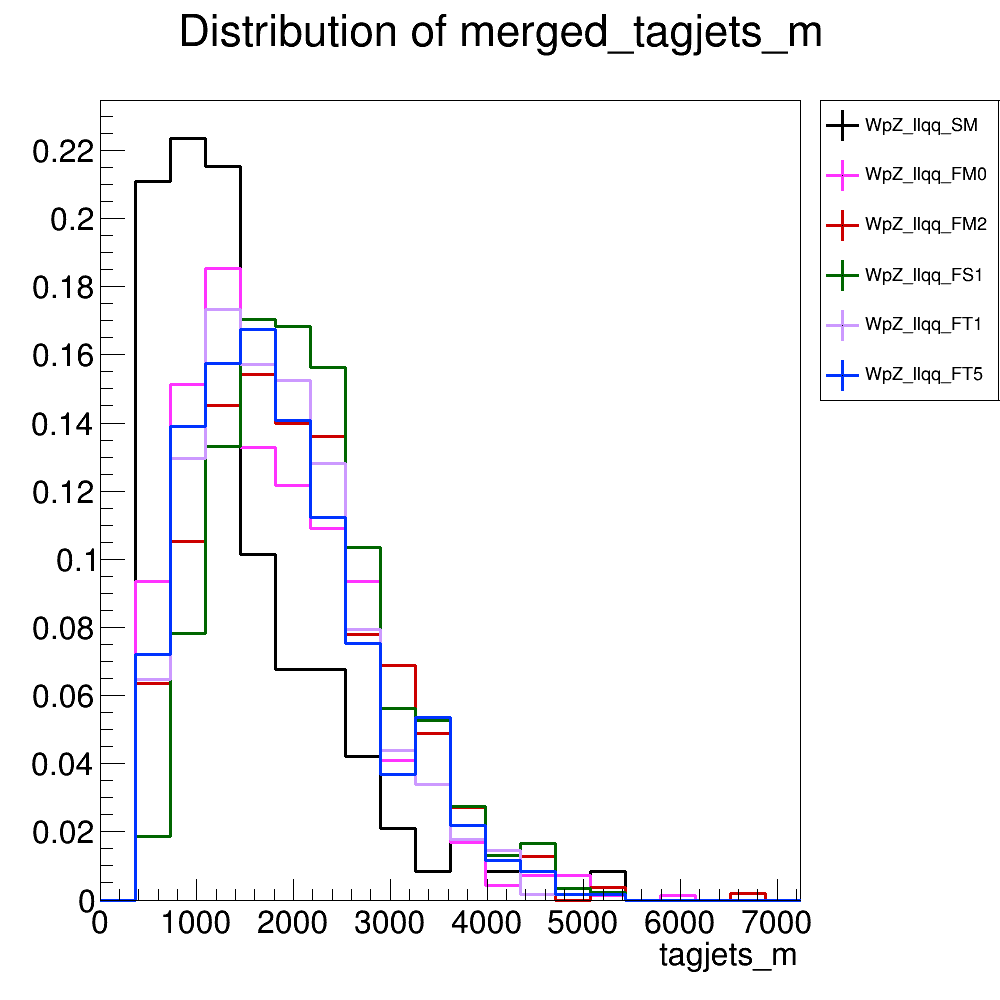 Distribution of merged_tagjets_m
0.22
0.2
0.18
0.16
0.14
0.12
0.1
0.08
0.06
0.04
0.02
0
0 1000 2000 3000 4000 5000 6000 7000
tagjets_m
WpZ_llqq_SM
WpZ_llqq_FM0
WpZ_llqq_FM2
WpZ_llqq_FS1
WpZ_llqq_FT1
WpZ_llqq_FT5